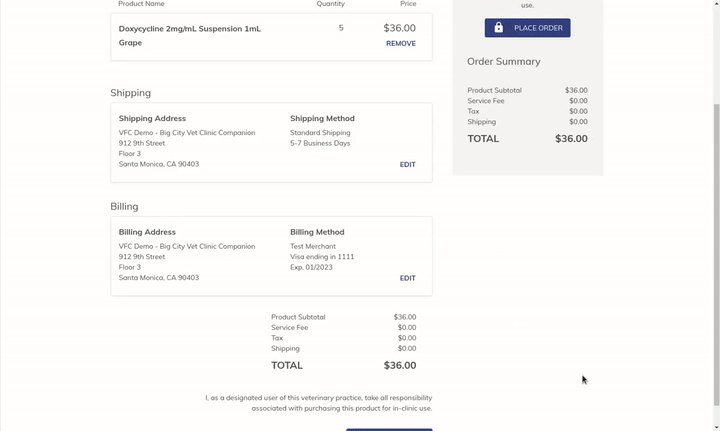 Product Name Quantity Price
Doxycycline 2mg/mL Suspension 1mL 5 $36.00
Grape REMOVE
Shipping
Shipping Address
VFC Demo - Big City Vet Clinic Companion
912 9th Street
Floor 3
Santa Monica, CA 90403
Shipping Method
Standard Shipping
5-7 Business Days
EDIT
Billing
Billing Address
VFC Demo - Big City Vet Clinic Companion
912 9th Street
Floor 3
Santa Monica, CA 90403
Billing Method
Test Merchant
Visa ending in 1111
Exp. 01/2023
EDIT
Product Subtotal $36.00
Service Fee $0.00
Tax $0.00
Shipping $0.00
TOTAL $36.00
I, as a designated user of this veterinary practice, take all responsibility
associated with purchasing this product for in-clinic use.
use.
PLACE ORDER
Order Summary
Product Subtotal $36.00
Service Fee $0.00
Tax $0.00
Shipping $0.00
TOTAL $36.00